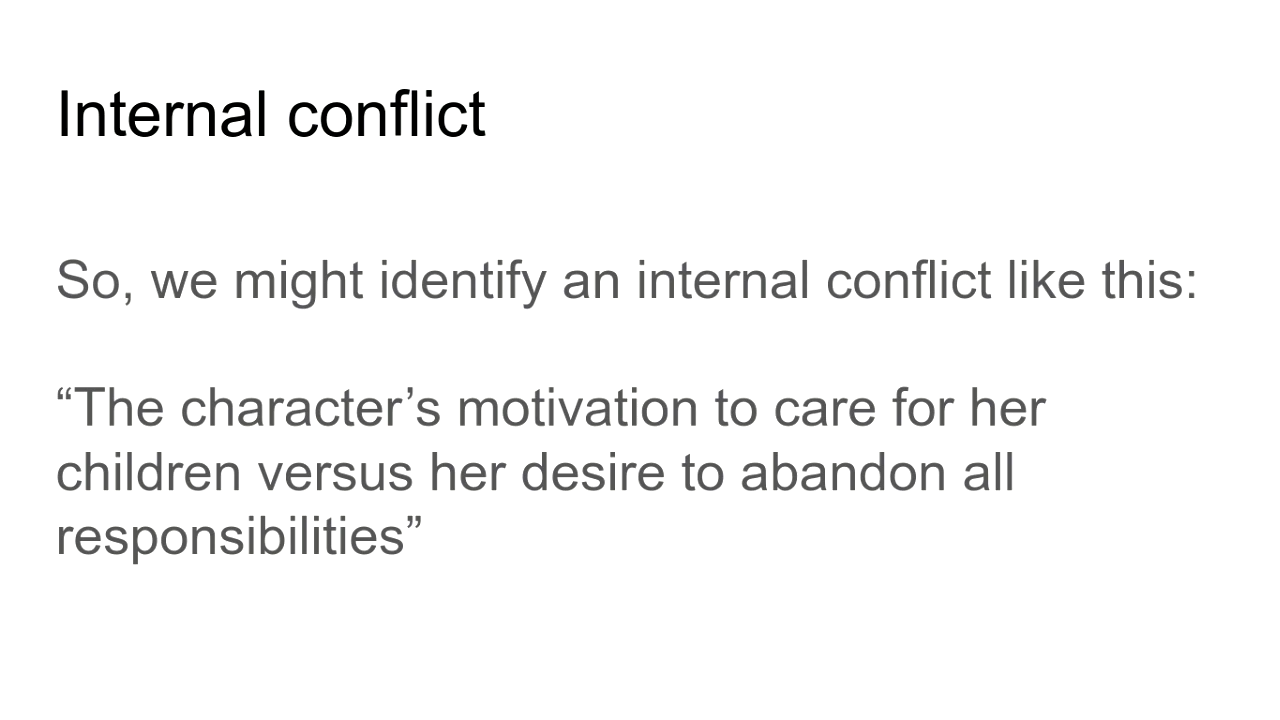 Internal conflict
So, we might identify an internal conflict like this:
“The character’s motivation to care for her
children versus her desire to abandon all
responsibilities”